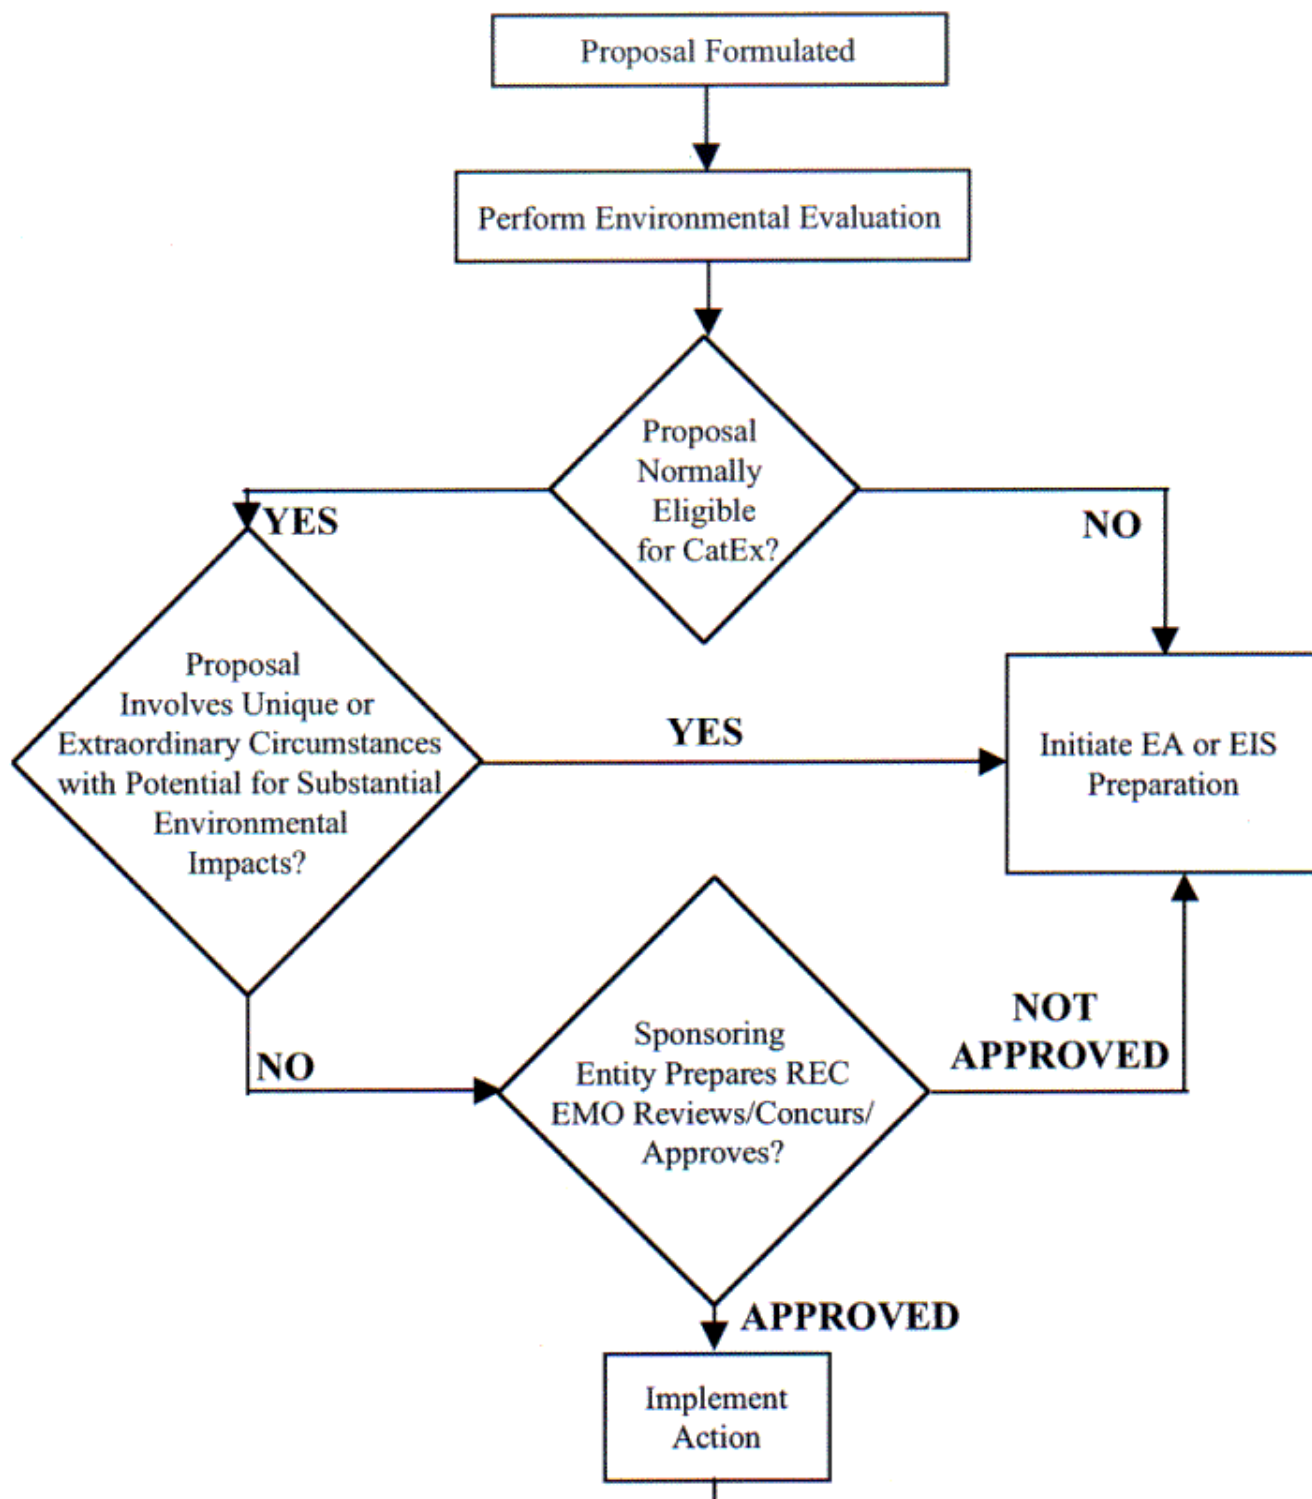 Proposal Formulated
Perform Environmental Evaluation
Proposal
Normally
Eligible
for CatEx?
YES
NO
Proposal
Involves Unique or
Extraordinary Circumstances
with Potential for Substantial
Environmental
Impacts?
YES
Initiate EA or EIS
Preparation
NO
Sponsoring
Entity Prepares REC
EMO Reviews/Concurs/
Approves?
NOT
APPROVED
APPROVED
Implement
Action